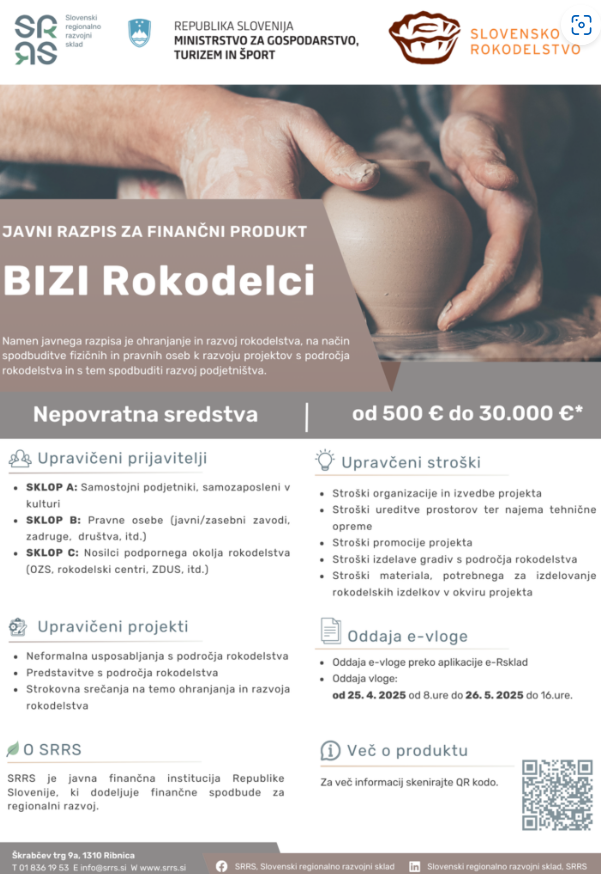 Slovenski
regionalno
razvojni
sklad
REPUBLIKA SLOVENIJA
MINISTRSTVO ZA GOSPODARSTVO,
TURIZEM IN ŠPORT
SLOVENSKO
ROKODELSTVO
JAVNI RAZPIS ZA FINANČNI PRODUKT
BIZI Rokodelci
Namen javnega razpisa je ohranjanje in razvoj rokodelstva, na način
spodbuditve fizičnih in pravnih oseb k razvoju projektov s področja
rokodelstva in s tem spodbuditi razvoj podjetništva.
Nepovratna sredstva | od 500 € do 30.000 €*
Upravičeni prijavitelji
• SKLOP A: Samostojni podjetniki, samozaposleni v
kulturi
• SKLOP B: Pravne osebe (javni/zasebni zavodi,
zadruge, društva, itd.)
• SKLOP C: Nosilci podpornega okolja rokodelstva
(OZS, rokodelski centri, ZDUS, itd.)
Upravčeni stroški
• Stroški organizacije in izvedbe projekta
• Stroški ureditve prostorov ter najema tehnične
opreme
• Stroški promocije projekta
• Stroški izdelave gradiv s področja rokodelstva
• Stroški materiala, potrebnega za izdelovanje
rokodelskih izdelkov v okviru projekta
Upravičeni projekti
• Neformalna usposabljanja s področja rokodelstva
• Predstavitve s področja rokodelstva
• Strokovna srečanja na temo ohranjanja in razvoja
rokodelstva
Oddaja e-vloge
• Oddaja e-vloge preko aplikacije e-Rsklad
• Oddaja vloge:
od 25. 4. 2025 od 8.ure do 26. 5. 2025 do 16.ure.
O SRRS
SRRS je javna finančna institucija Republike
Slovenije, ki dodeljuje finančne spodbude za
regionalni razvoj.
Več o produktu
Za več informacij skenirajte QR kodo.
Škrabčev trg 9a, 1310 Ribnica
T 01 836 19 53 E info@srrs.si W www.srrs.si
SRRS, Slovenski regionalno razvojni sklad
Slovenski regionalno razvojni sklad, SRRS